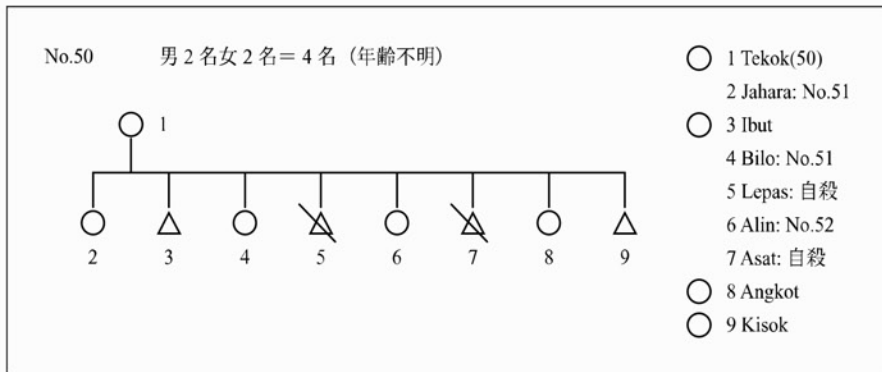 No.50 男 2 名女 2 名＝ 4 名（年齢不明）
1
2 3 4 5 6 7 8 9
1 Tekok(50)
2 Jahara: No.51
3 Ibut
4 Bilo: No.51
5 Lepas: 自殺
6 Alin: No.52
7 Asat: 自殺
8 Angkot
9 Kisok